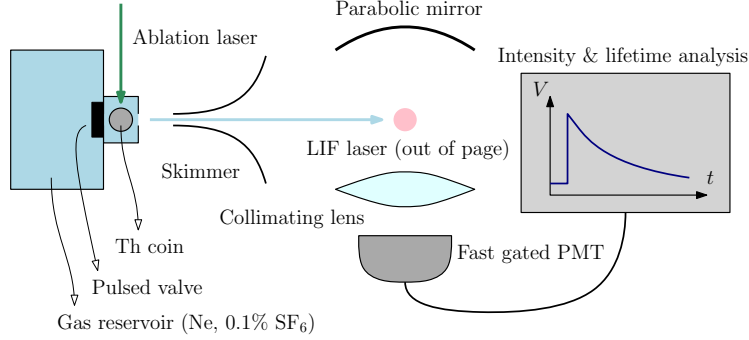 Parabolic mirror
Ablation laser
Intensity & lifetime analysis
V
LIF laser (out of page)
Skimmer
t
Collimating lens
Th coin
Fast gated PMT
Pulsed valve
Gas reservoir (Ne, 0.1% SF₆)